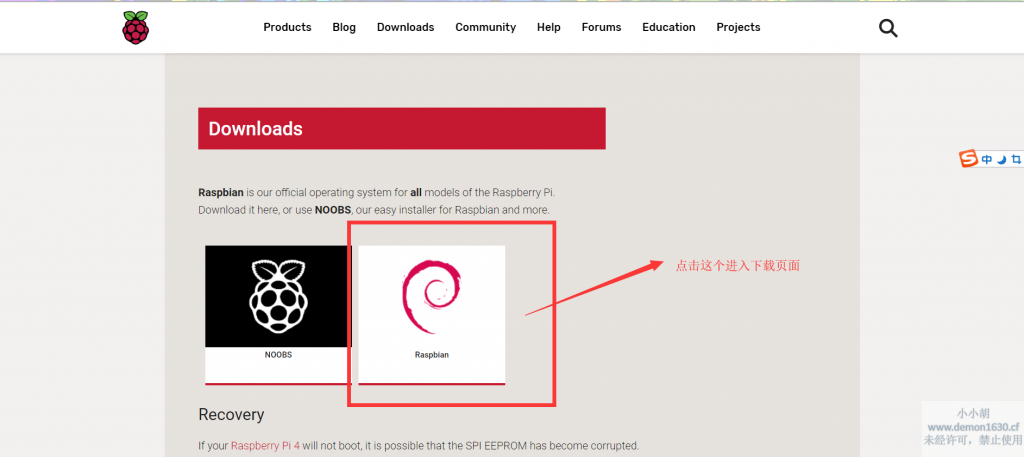 Products Blog Downloads Community Help Forums Education Projects
Downloads
Raspbian is our official operating system for all models of the Raspberry Pi.
Download it here, or use NOOBS, our easy installer for Raspbian and more.
点击这个进入下载页面
NOOBS
Raspbian
Recovery
If your Raspberry Pi 4 will not boot, it is possible that the SPI EEPROM has become corrupted.
S 中
小小胡
www.demon1630.cf
未经许可，禁止使用